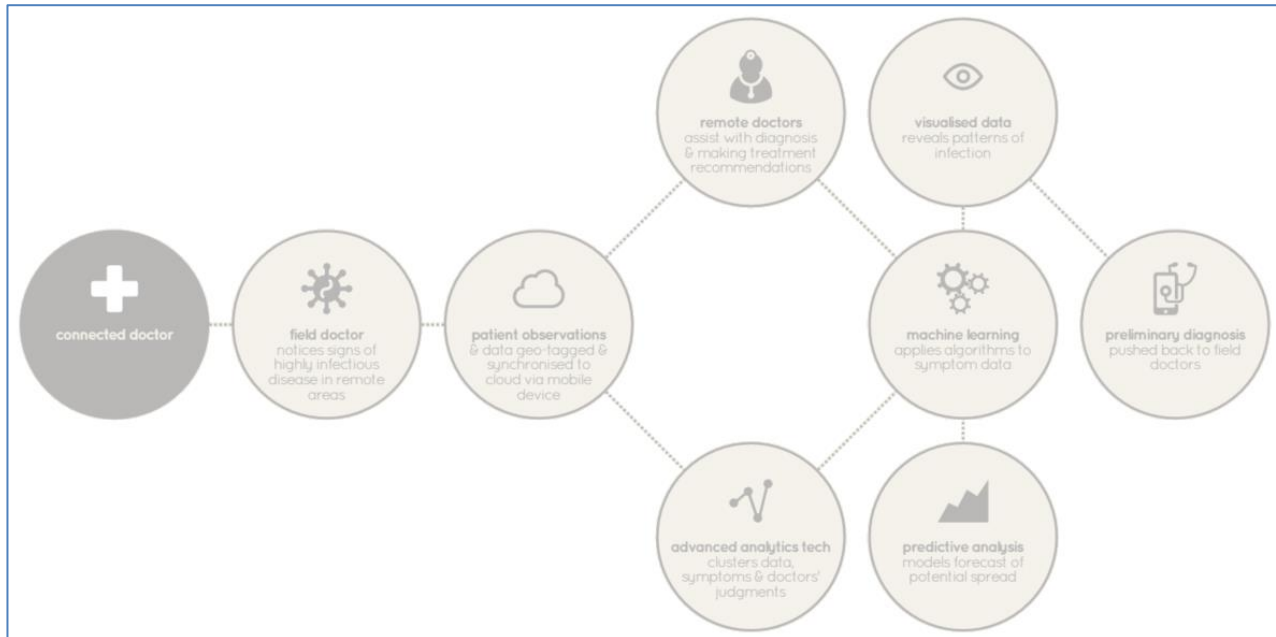 connected doctor
field doctor
notices signs of
highly infectious
disease in remote
areas
patient observations
& data geo-tagged &
synchronised to
cloud via mobile
device
remote doctors
assist with diagnosis
& making treatment
recommendations
advanced analytics tech
clusters data,
symptoms & doctors'
judgments
visualised data
reveals patterns of
infection
machine learning
applies algorithms to
symptom data
predictive analysis
models forecast of
potential spread
preliminary diagnosis
pushed back to field
doctors